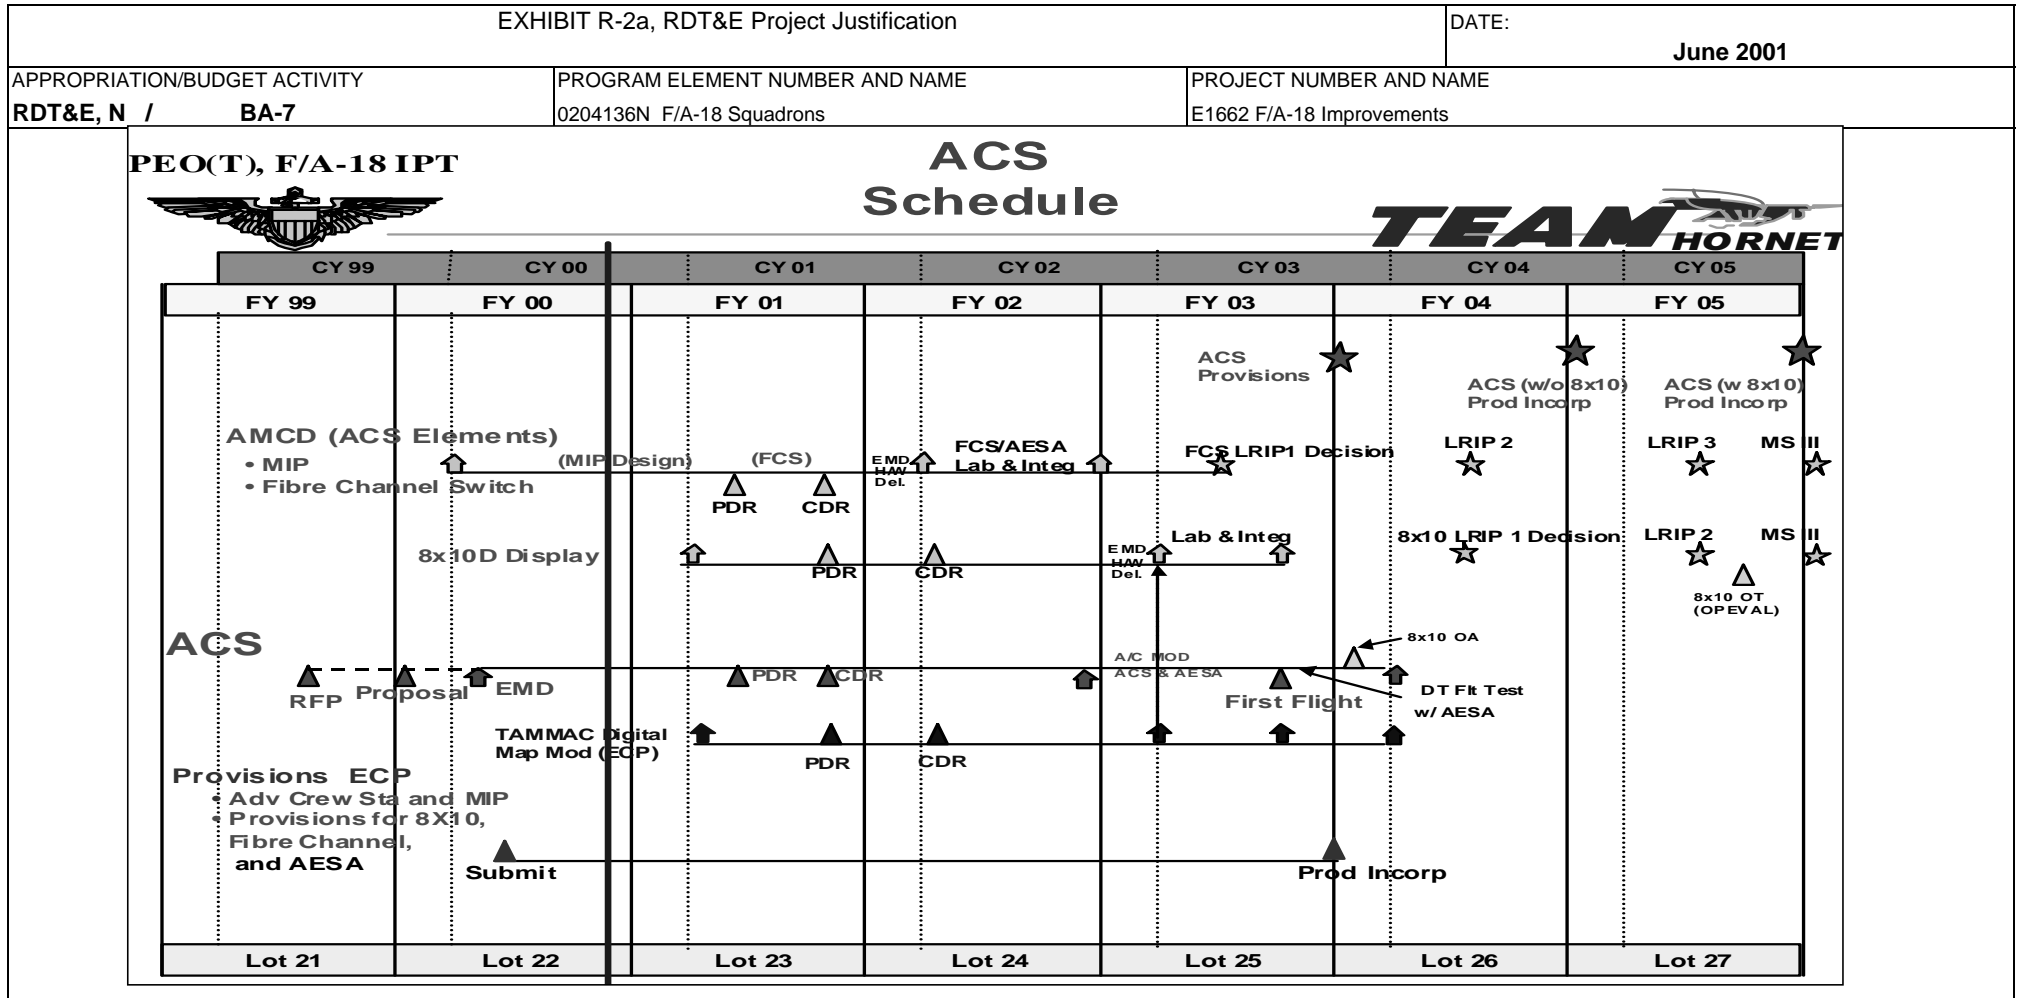 EXHIBIT R-2a, RDT&E Project Justification
DATE:
June 2001
APPROPRIATION/BUDGET ACTIVITY
PROGRAM ELEMENT NUMBER AND NAME
PROJECT NUMBER AND NAME
RDT&E, N / BA-7
0204136N F/A-18 Squadrons
E1662 F/A-18 Improvements
PEO(T), F/A-18 IPT
ACS
Schedule
TEAM
HORNET
CY 99 CY 00 CY 01 CY 02 CY 03 CY 04 CY 05
FY 99 FY 00 FY 01 FY 02 FY 03 FY 04 FY 05
ACS
Provisions
ACS (w/o 8x10)
Prod Incorp
ACS (w 8x10)
Prod Incorp
AMCD (ACS Elements)
• MIP
• Fibre Channel Switch
(MIP Design)
(FCS)
PDR
CDR
EMD
H/W
Del.
FCS/AESA
Lab & Integ
FCS LRIP1 Decision
LRIP 2
LRIP 3
MS III
8x10D Display
PDR
CDR
EMD
H/W
Del.
Lab & Integ
8x10 LRIP 1 Decision
LRIP 2
MS III
8x10 OT
(OPEVAL)
ACS
RFP
Proposal
EMD
PDR
CDR
A/C MOD
ACS & AESA
First Flight
8x10 OA
DT Flt Test
w/ AESA
TAMMAC Digital
Map Mod (ECP)
PDR
CDR
Provisions ECP
• Adv Crew Sta and MIP
• Provisions for 8X10,
Fibre Channel,
and AESA
Submit
Prod Incorp
Lot 21 Lot 22 Lot 23 Lot 24 Lot 25 Lot 26 Lot 27